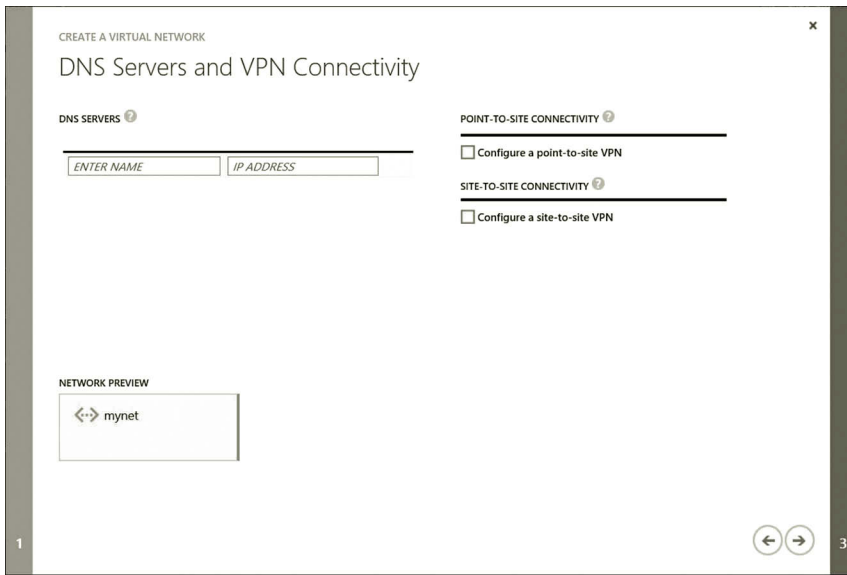 x
CREATE A VIRTUAL NETWORK
DNS Servers and VPN Connectivity
DNS SERVERS ?
ENTER NAME IP ADDRESS
POINT-TO-SITE CONNECTIVITY ?
Configure a point-to-site VPN
SITE-TO-SITE CONNECTIVITY ?
Configure a site-to-site VPN
NETWORK PREVIEW
mynet
1
3